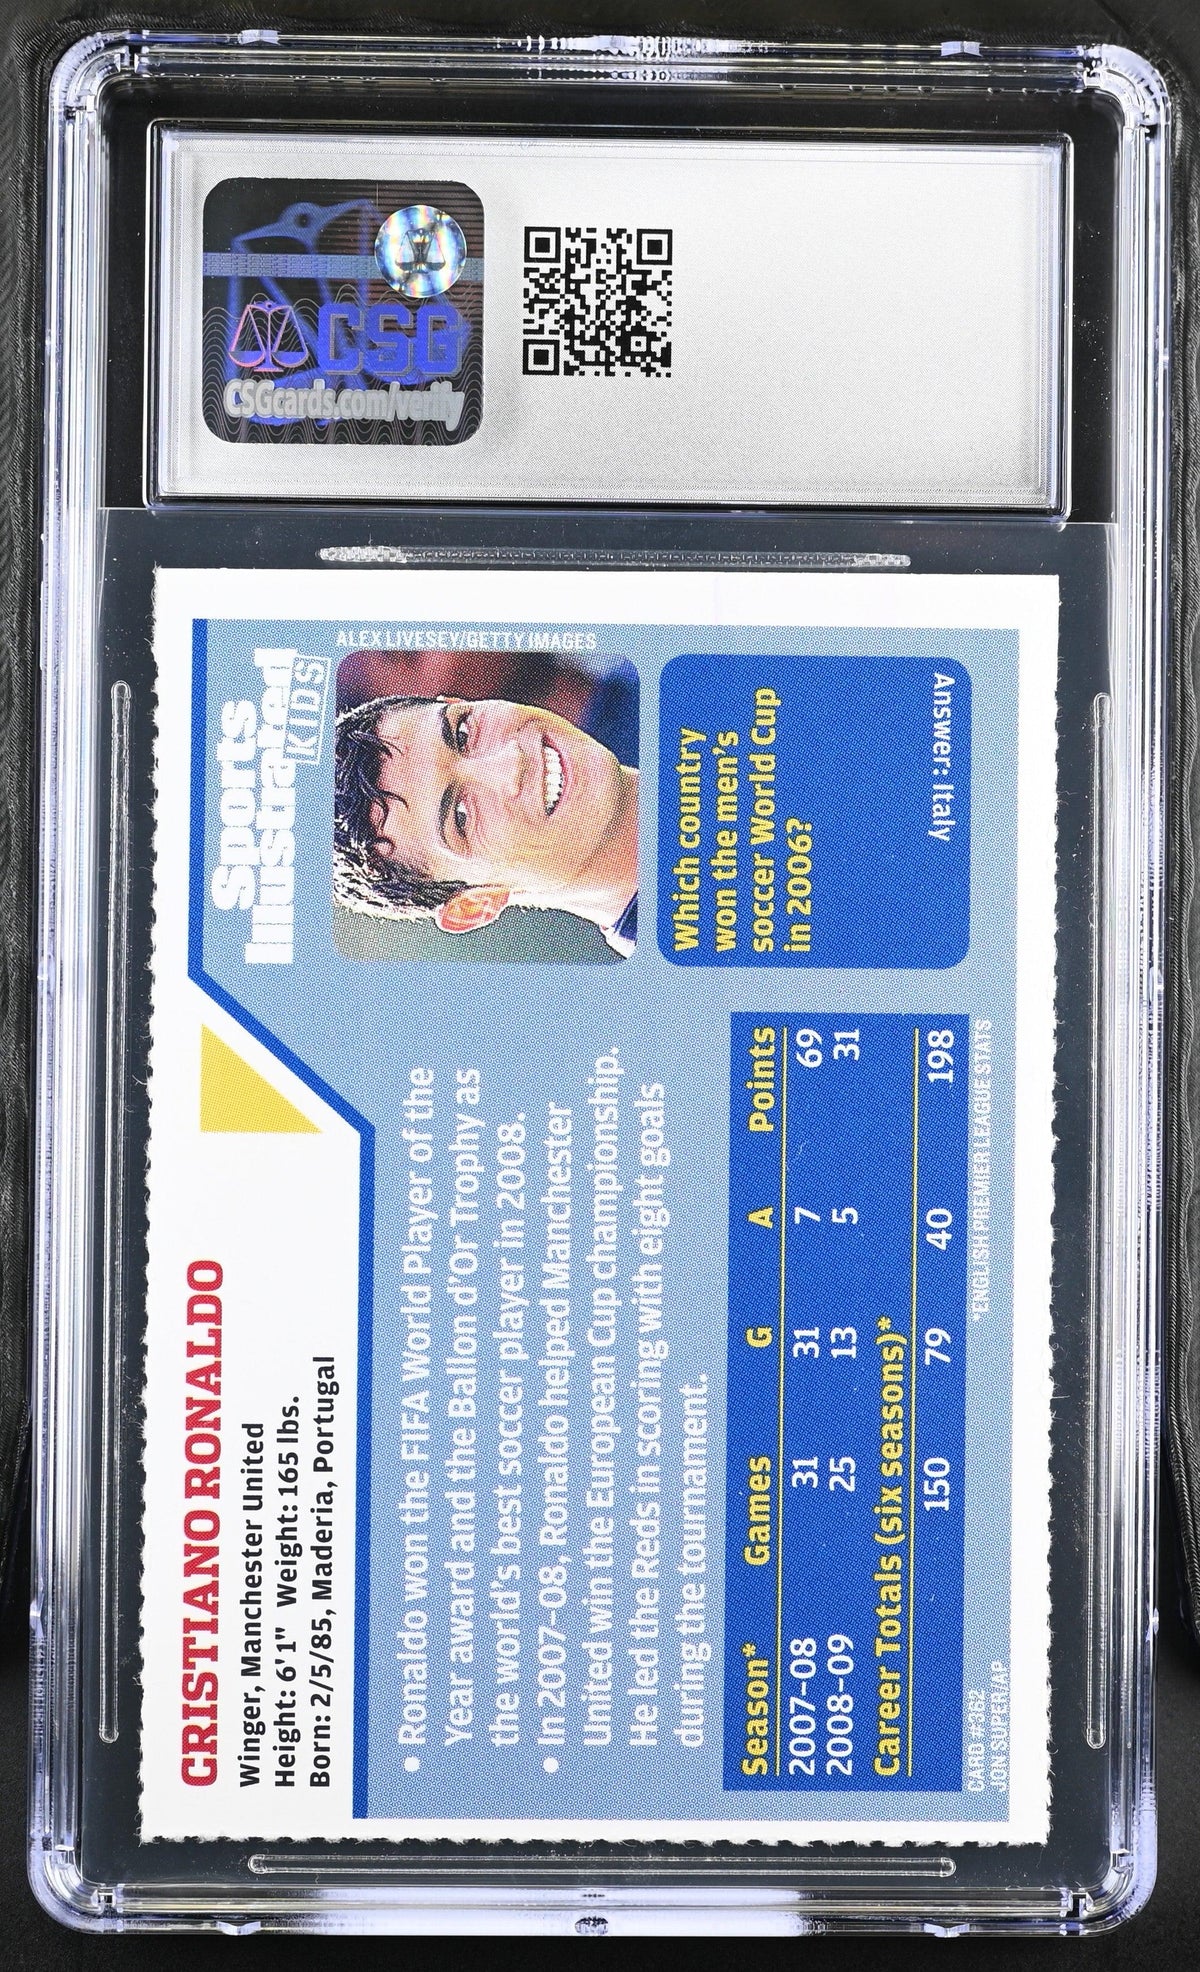 CSG
CSGcards.com/verify
CRISTIANO RONALDO
Winger, Manchester United
Height: 6'1" Weight: 165 lbs.
Born: 2/5/85, Maderia, Portugal
Sports
Illustrated
KIDS
• Ronaldo won the FIFA World Player of the
Year award and the Ballon d'Or Trophy as
the world's best soccer player in 2008.
• In 2007-08, Ronaldo helped Manchester
United win the European Cup championship.
He led the Reds in scoring with eight goals
during the tournament.
ALEX LIVESEY/GETTY IMAGES
Which country
won the men's
soccer World Cup
in 2006?
Answer: Italy
Season* Games G A Points
2007-08 31 31 7 69
2008-09 25 13 5 31
Career Totals (six seasons)*
150 79 40 198
*ENGLISH PREMIER LEAGUE STATS
CARD #362
JON SUPER/AP